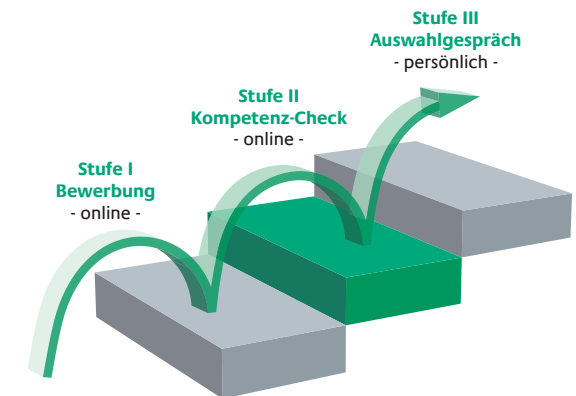 Stufe I
Bewerbung
- online -
Stufe II
Kompetenz-Check
- online -
Stufe III
Auswahlgespräch
- persönlich -